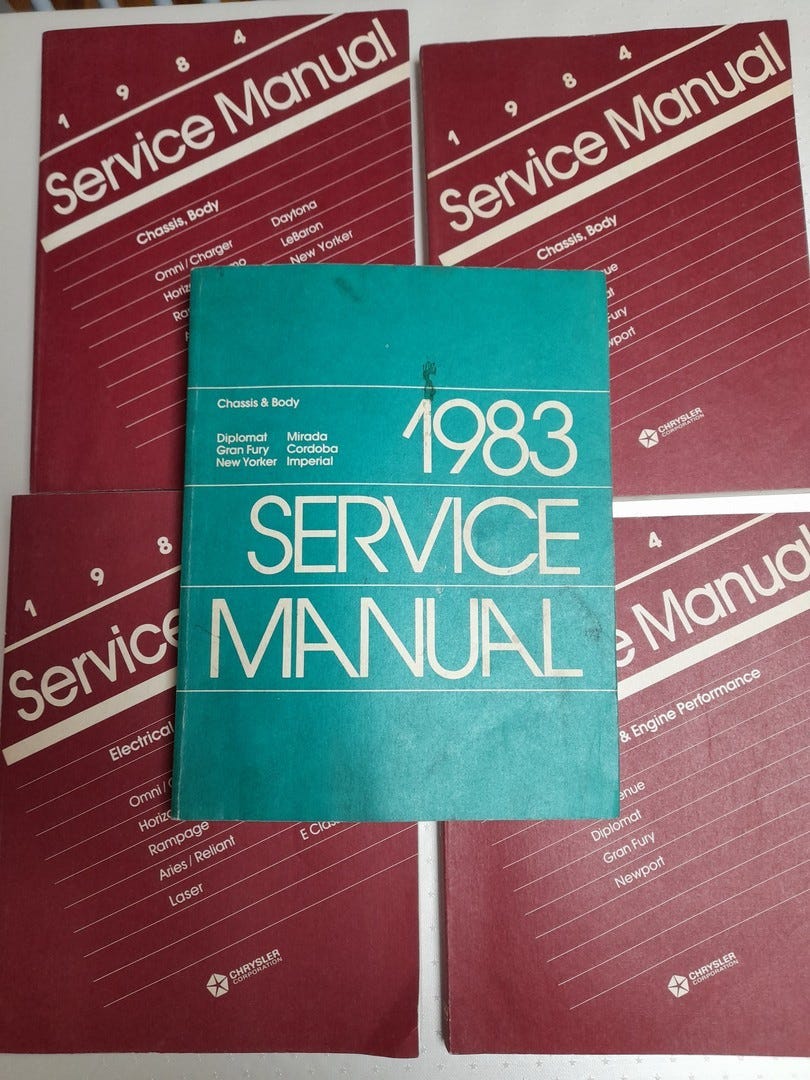 1 9 8 4
Service Manual
Chassis, Body
Omni / Charger
Daytona
LeBaron
New Yorker
1 9 8 4
Service Manual
Chassis, Body
CHRYSLER
CORPORATION
Chassis & Body
Diplomat Mirada
Gran Fury Cordoba
New Yorker Imperial
1983
SERVICE
MANUAL
1 9 8
Service
Electrical
Rampage
Aries / Reliant
Laser
CHRYSLER
CORPORATION
4
Manual
& Engine Performance
Diplomat
Gran Fury
Newport
CHRYSLER
CORPORATION